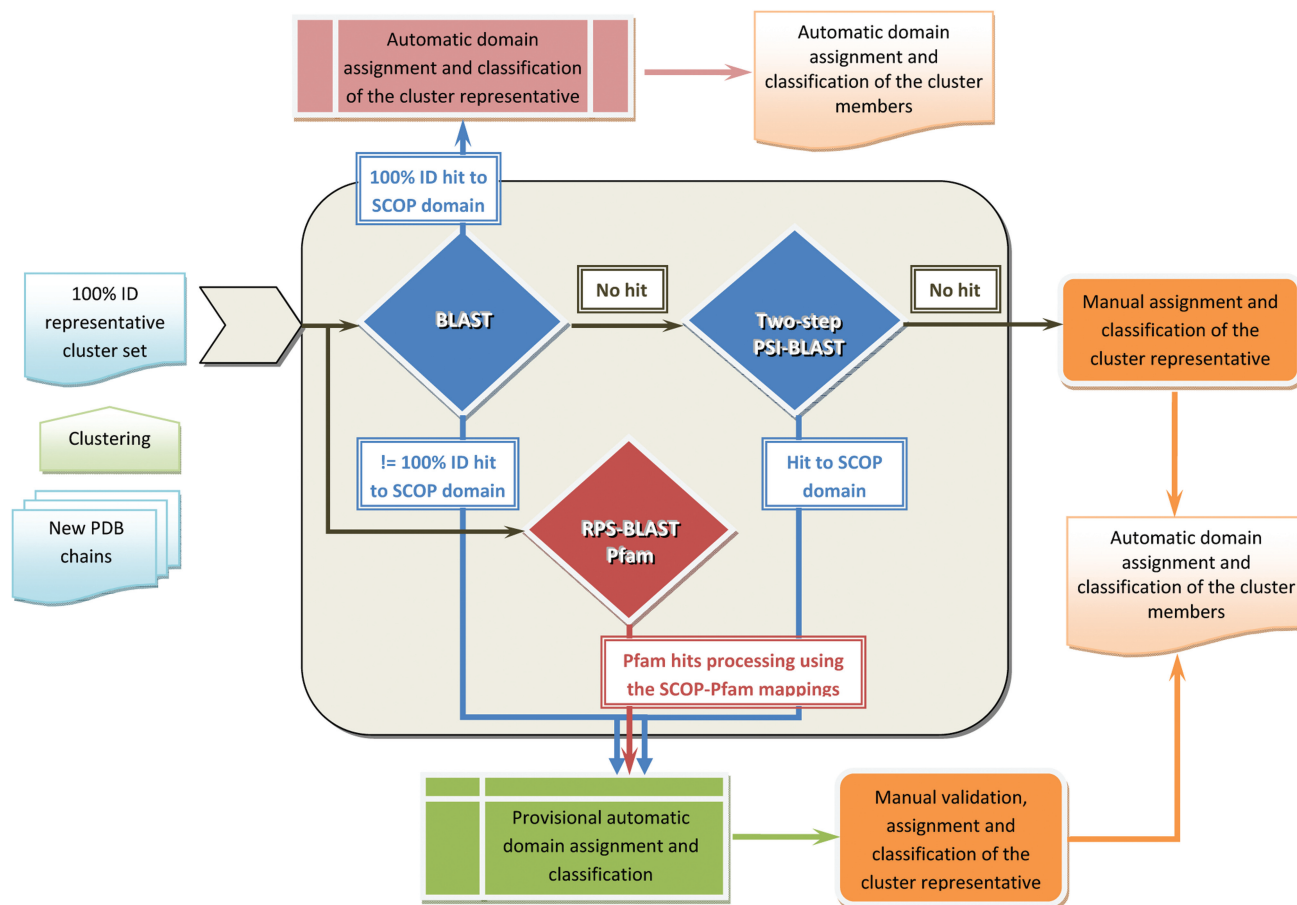 Automatic domain
assignment and classification
of the cluster representative
Automatic domain
assignment and
classification of the cluster
members
100% ID hit to
SCOP domain
100% ID
representative
cluster set
BLAST
No hit
Two-step
PSI-BLAST
No hit
Manual assignment and
classification of the
cluster representative
Clustering
New PDB
chains
!= 100% ID hit
to SCOP domain
Hit to SCOP
domain
RPS-BLAST
Pfam
Automatic domain
assignment and
classification of the cluster
members
Pfam hits processing using
the SCOP-Pfam mappings
Provisional automatic
domain assignment and
classification
Manual validation,
assignment and
classification of the
cluster representative